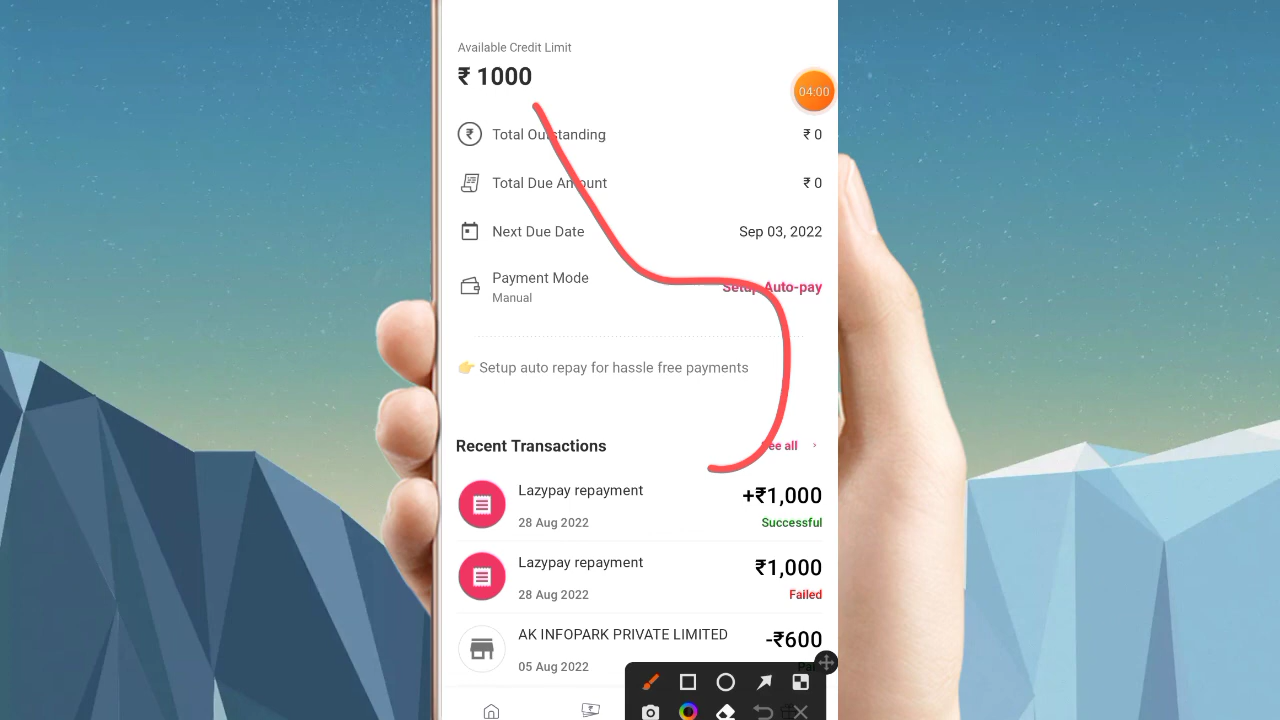 Available Credit Limit
₹ 1000
04:00
Total Outstanding ₹ 0
Total Due Amount ₹ 0
Next Due Date Sep 03, 2022
Payment Mode
Manual
Setup Auto-pay
👉 Setup auto repay for hassle free payments
Recent Transactions See all >
Lazypay repayment +₹1,000
28 Aug 2022 Successful
Lazypay repayment ₹1,000
28 Aug 2022 Failed
AK INFOPARK PRIVATE LIMITED -₹600
05 Aug 2022